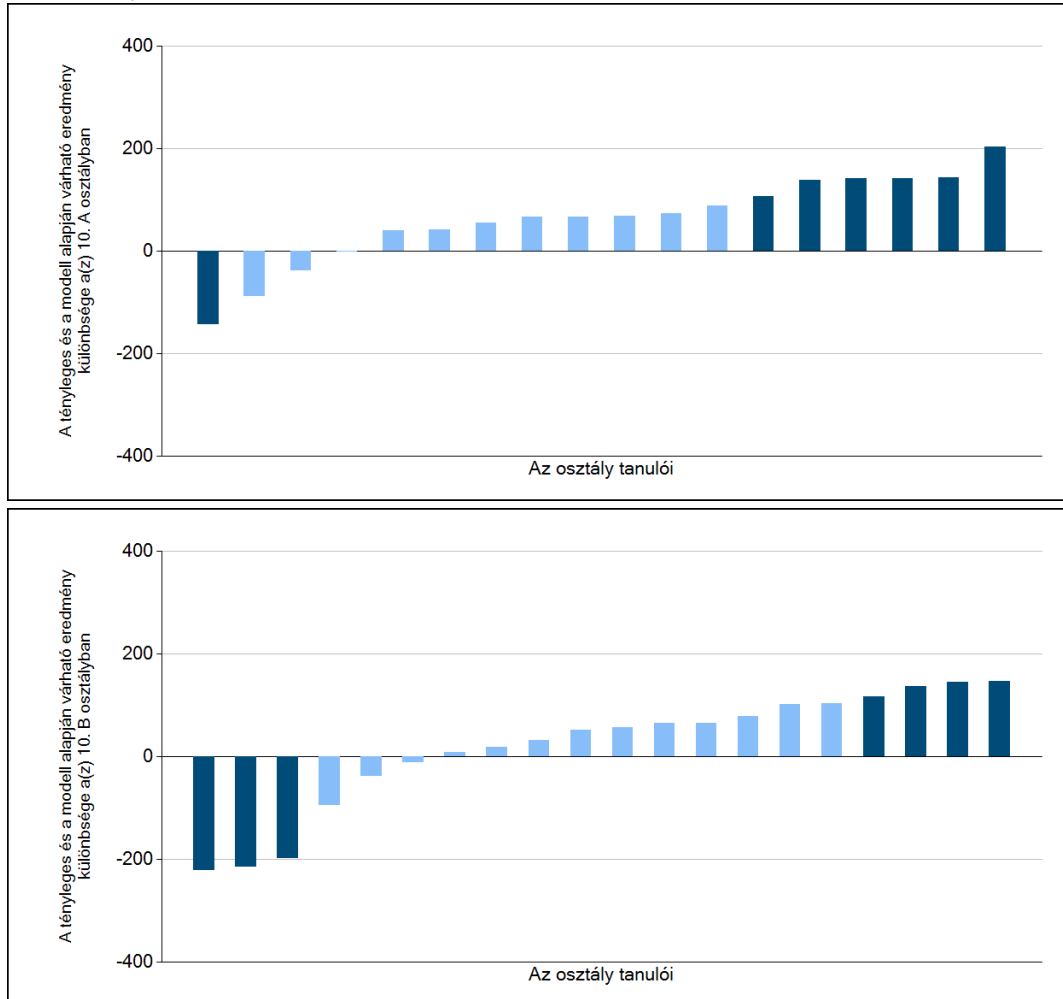 A tényleges és a modell alapján várható eredmény
különbsége a(z) 10. A osztályban
400
200
0
-200
-400
Az osztály tanulói
A tényleges és a modell alapján várható eredmény
különbsége a(z) 10. B osztályban
400
200
0
-200
-400
Az osztály tanulói